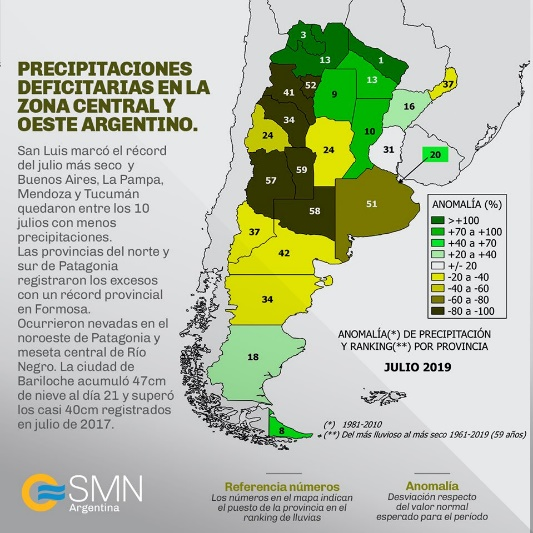 PRECIPITACIONES
DEFICITARIAS EN LA
ZONA CENTRAL Y
OESTE ARGENTINO.
San Luis marcó el récord
del julio más seco y
Buenos Aires, La Pampa,
Mendoza y Tucumán
quedaron entre los 10
julios con menos
precipitaciones.
Las provincias del norte y
sur de Patagonia
registraron los excesos
con un récord provincial
en Formosa.
Ocurrieron nevadas en el
noroeste de Patagonia y
meseta central de Río
Negro. La ciudad de
Bariloche acumuló 47cm
de nieve al día 21 y superó
los casi 40cm registrados
en julio de 2017.
3
13
1
13
41
52
9
37
16
34
24
10
24
31
20
57
59
58
51
37
42
34
18
8
ANOMALÍA (%)
>+100
+70 a +100
+40 a +70
+20 a +40
+/- 20
-20 a -40
-40 a -60
-60 a -80
-80 a -100
ANOMALÍA(*) DE PRECIPITACIÓN
Y RANKING(**) POR PROVINCIA
JULIO 2019
(*) 1981-2010
(**) Del más lluvioso al más seco 1961-2019 (59 años)
SMN
Argentina
Referencia números
Los números en el mapa indican
el puesto de la provincia en el
ranking de lluvias
Anomalía
Desviación respecto
del valor normal
esperado para el período